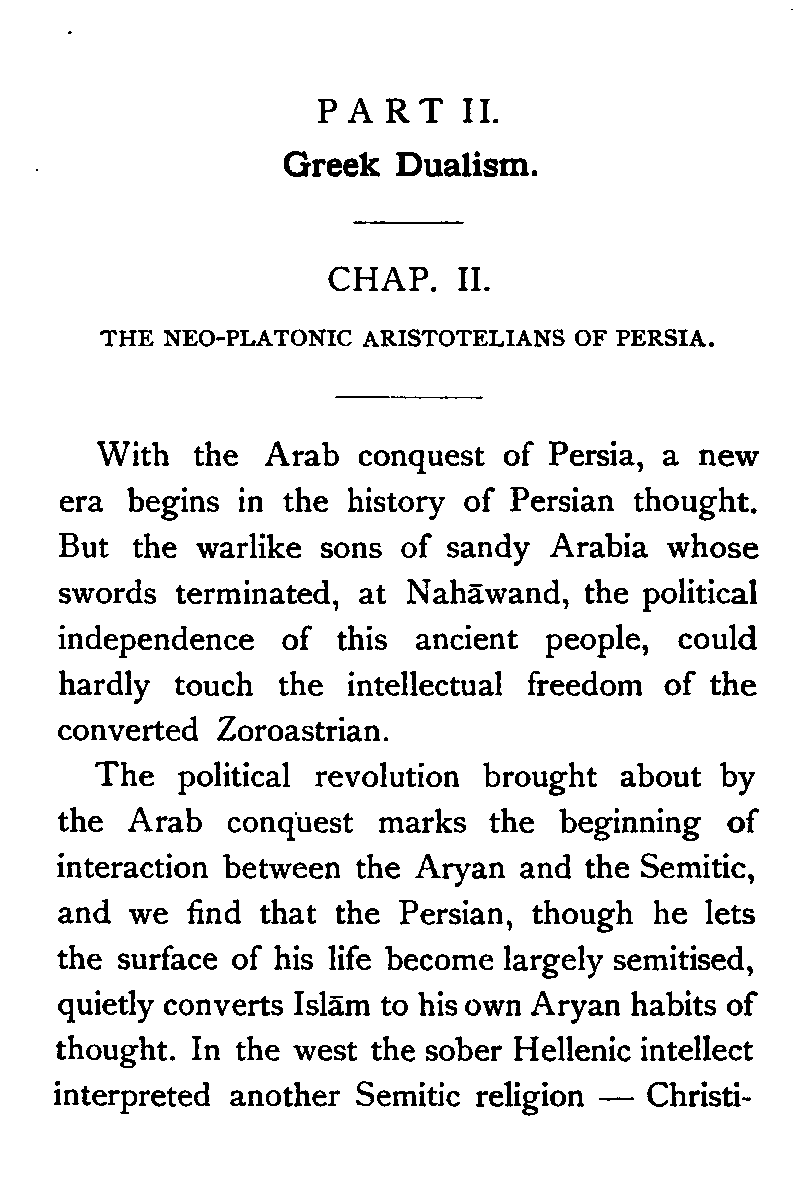 PART II.
Greek Dualism.
CHAP. II.
THE NEO-PLATONIC ARISTOTELIANS OF PERSIA.
With the Arab conquest of Persia, a new
era begins in the history of Persian thought.
But the warlike sons of sandy Arabia whose
swords terminated, at Nahāwand, the political
independence of this ancient people, could
hardly touch the intellectual freedom of the
converted Zoroastrian.
The political revolution brought about by
the Arab conquest marks the beginning of
interaction between the Aryan and the Semitic,
and we find that the Persian, though he lets
the surface of his life become largely semitised,
quietly converts Islām to his own Aryan habits of
thought. In the west the sober Hellenic intellect
interpreted another Semitic religion — Christi-